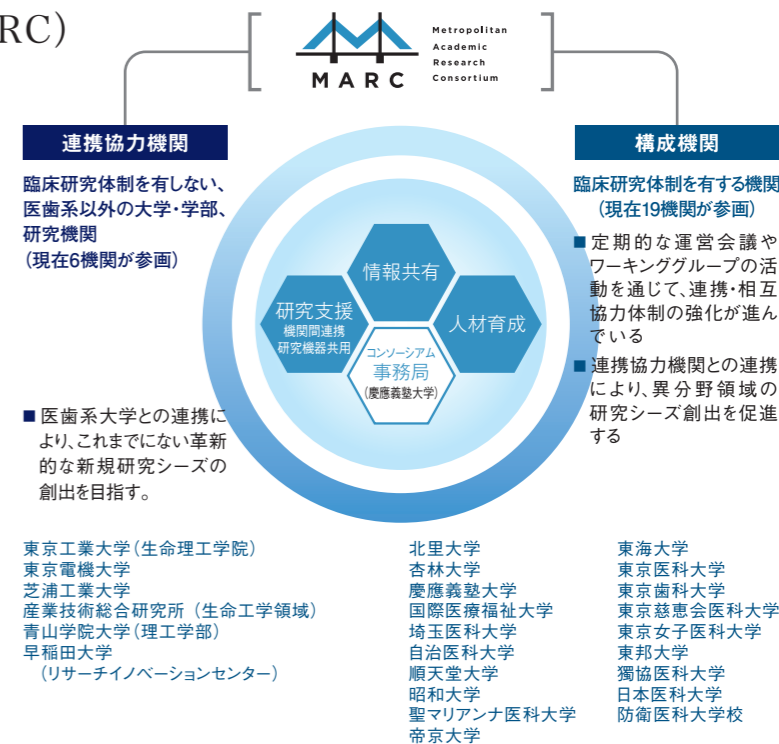 RC)
MARC
Metropolitan
Academic
Research
Consortium
連携協力機関
臨床研究体制を有しない、
医歯系以外の大学・学部、
研究機関
(現在6機関が参画)
■ 医歯系大学との連携に
より、これまでにない革新
的な新規研究シーズの
創出を目指す。
情報共有
研究支援
機関間連携
研究機器共用
人材育成
コンソーシアム
事務局
(慶應義塾大学)
構成機関
臨床研究体制を有する機関
(現在19機関が参画)
■ 定期的な運営会議や
ワーキンググループの活
動を通じて、連携・相互
協力体制の強化が進ん
でいる
■ 連携協力機関との連携
により、異分野領域の
研究シーズ創出を促進
する
東京工業大学(生命理工学院)
東京電機大学
芝浦工業大学
産業技術総合研究所 (生命工学領域)
青山学院大学(理工学部)
早稲田大学
(リサーチイノベーションセンター)
北里大学
杏林大学
慶應義塾大学
国際医療福祉大学
埼玉医科大学
自治医科大学
順天堂大学
昭和大学
聖マリアンナ医科大学
帝京大学
東海大学
東京医科大学
東京歯科大学
東京慈恵会医科大学
東京女子医科大学
東邦大学
獨協医科大学
日本医科大学
防衛医科大学校